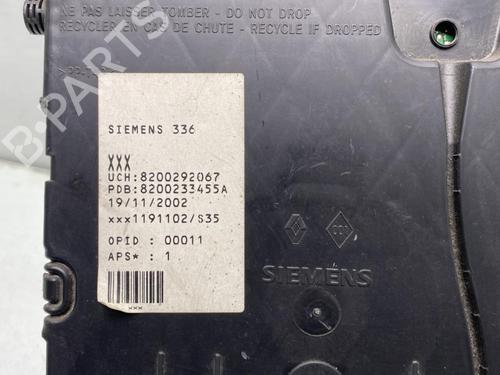 NE PAS LAISSER TOMBER - DO NOT DROP
RECYCLER EN CAS DE CHUTE - RECYCLE IF DROPPED
SIEMENS 336
XXX
UCH:8200292067
PDB:8200233455A
19/11/2002
xxx1191102/S35
OPID : 00011
APS* : 1
xxx
SIEMENS
B-PARTS